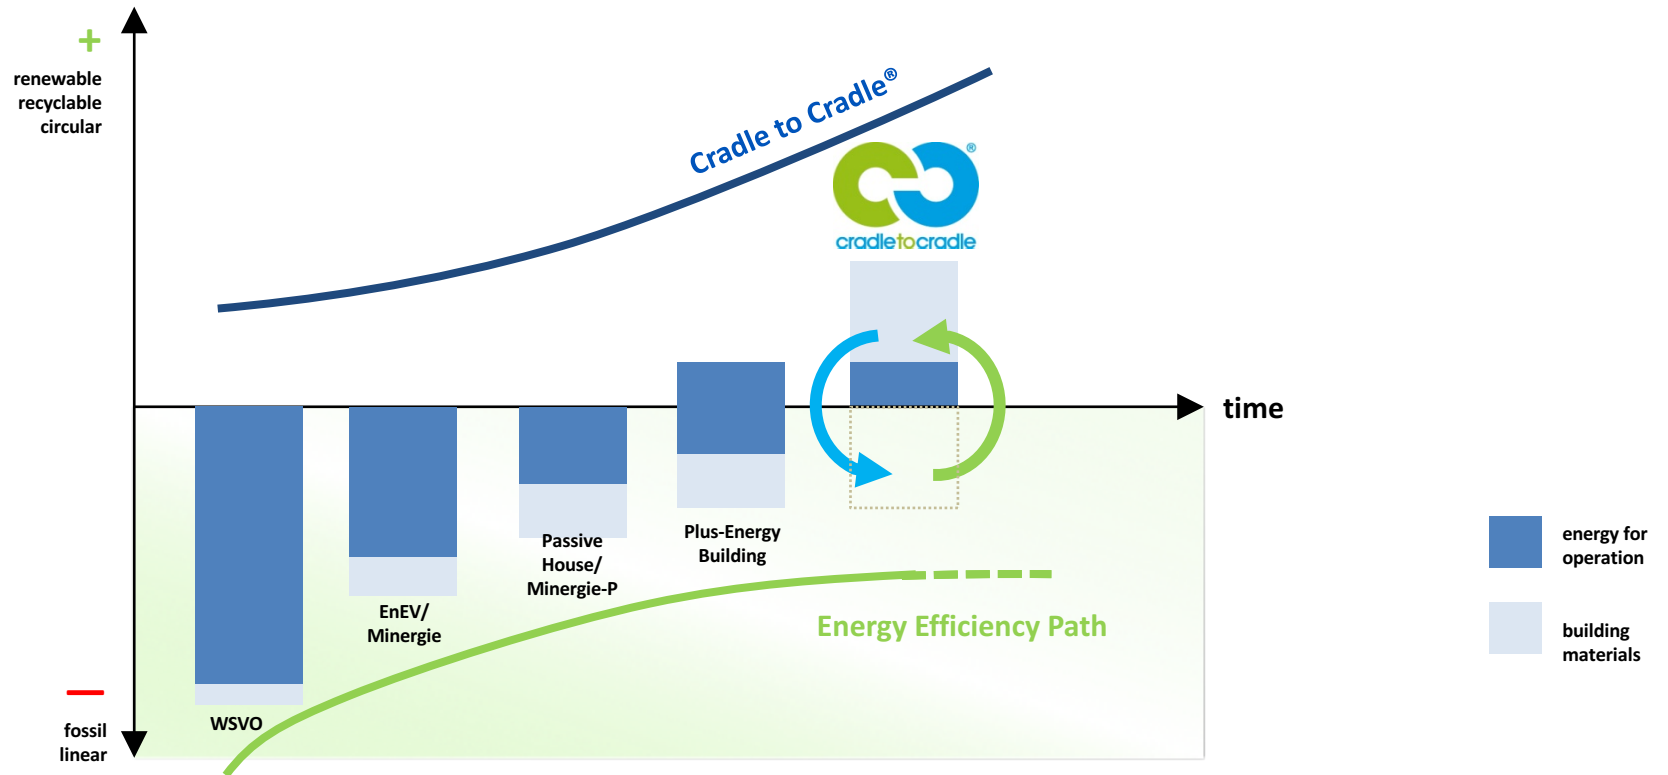 +
renewable
recyclable
circular
Cradle to Cradle®
®
cradletocradle
time
Plus-Energy
Building
Passive
House/
Minergie-P
EnEV/
Minergie
WSVO
Energy Efficiency Path
energy for
operation
building
materials
—
fossil
linear